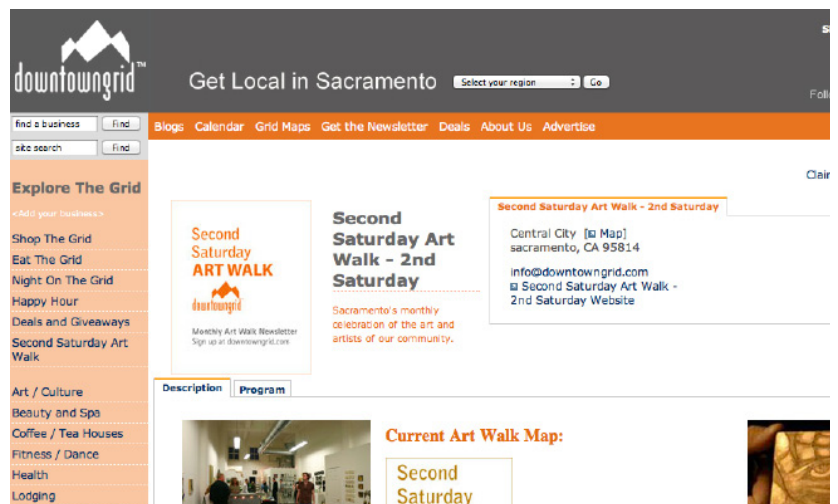 downtowngrid™
Get Local in Sacramento
Select your region
Go
find a business
Find
site search
Find
Blogs Calendar Grid Maps Get the Newsletter Deals About Us Advertise
Explore The Grid
<Add your business>
Shop The Grid
Eat The Grid
Night On The Grid
Happy Hour
Deals and Giveaways
Second Saturday Art
Walk
Art / Culture
Beauty and Spa
Coffee / Tea Houses
Fitness / Dance
Health
Lodging
Second
Saturday
ART WALK
downtowngrid
Monthly Art Walk Newsletter
Sign up at downtowngrid.com
Second
Saturday Art
Walk - 2nd
Saturday
Sacramento's monthly
celebration of the art and
artists of our community.
Second Saturday Art Walk - 2nd Saturday
Central City [Map]
sacramento, CA 95814
info@downtowngrid.com
Second Saturday Art Walk -
2nd Saturday Website
Description
Program
Current Art Walk Map:
Second
Saturday